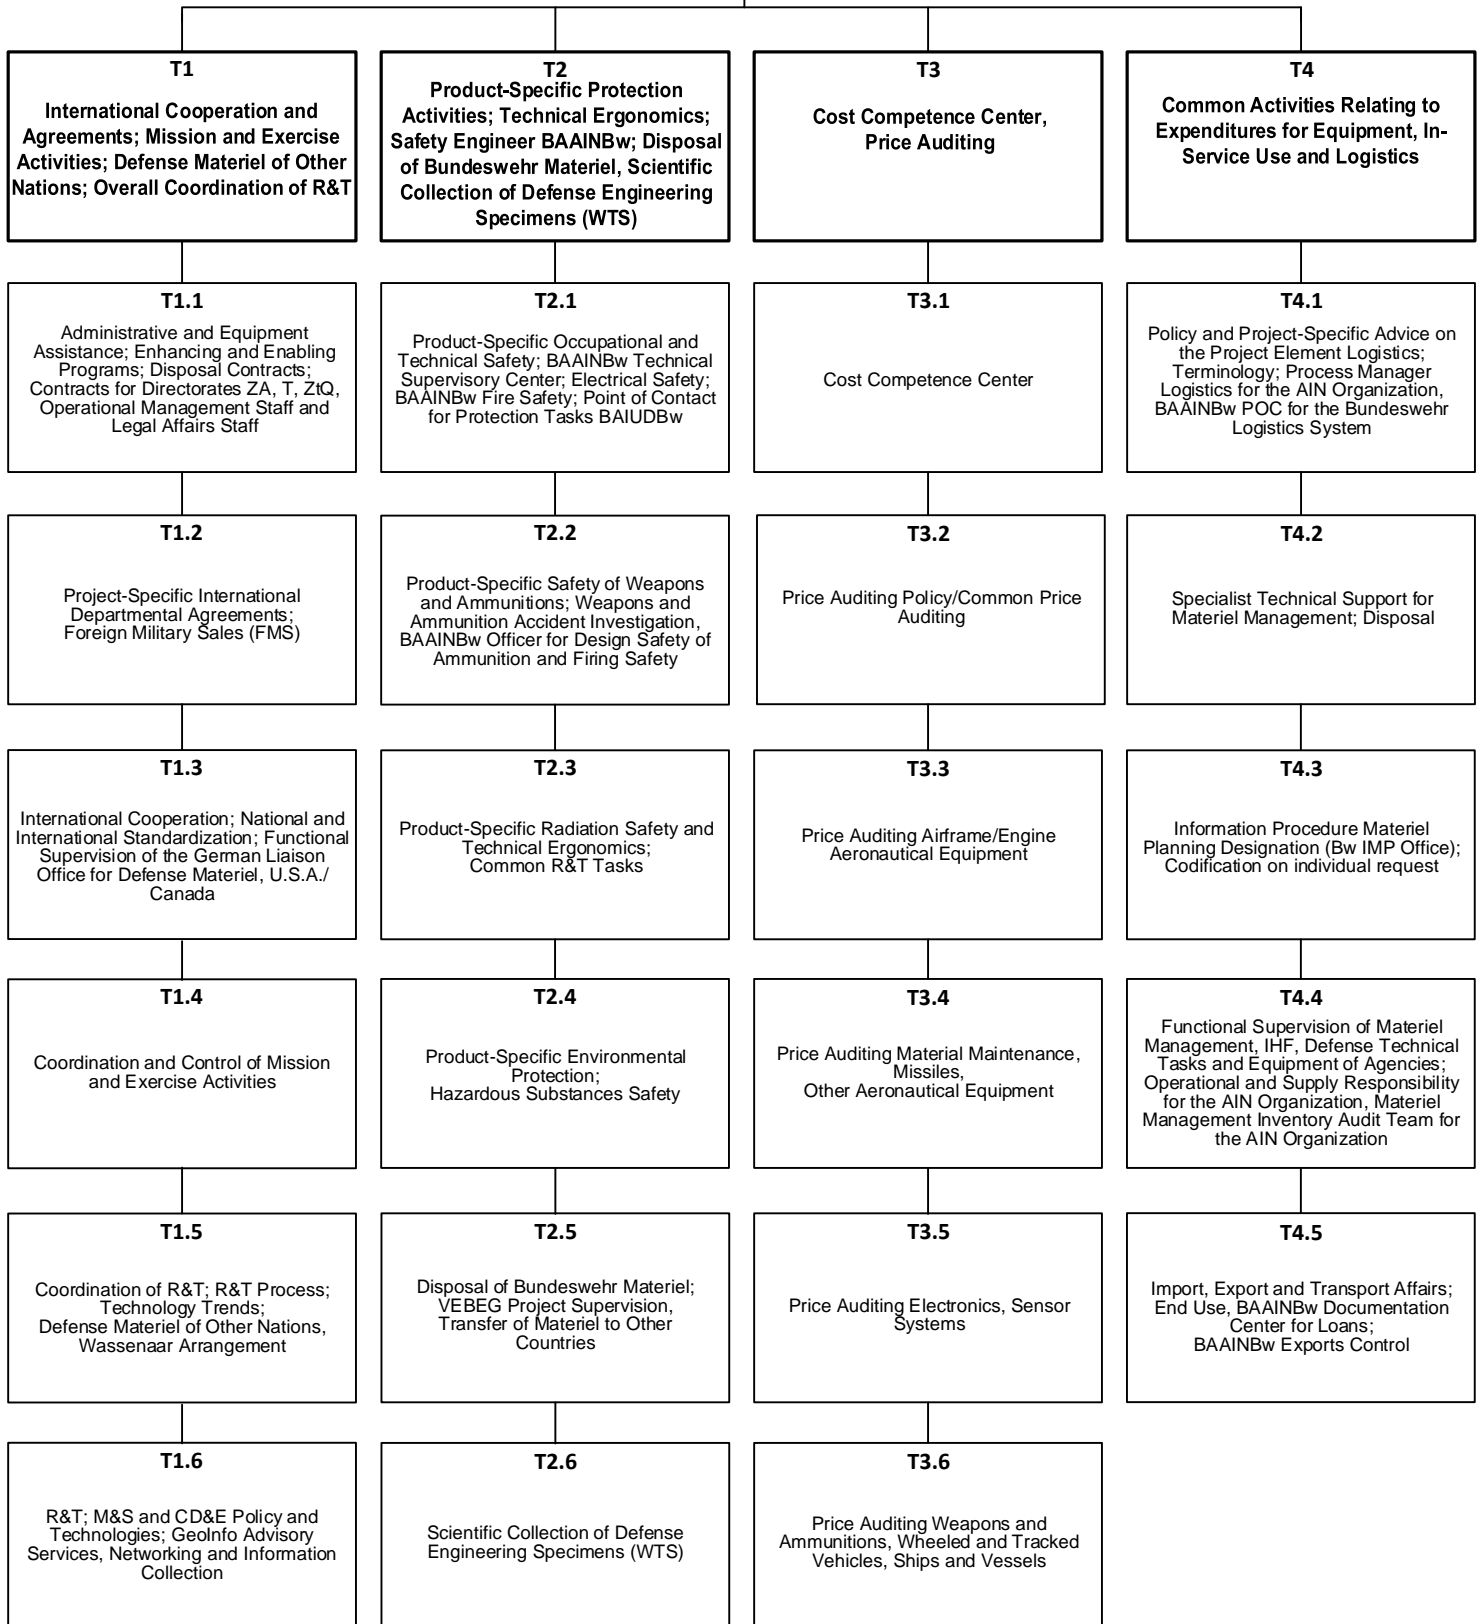 T1
International Cooperation and
Agreements; Mission and Exercise
Activities; Defense Materiel of Other
Nations; Overall Coordination of R&T
T2
Product-Specific Protection
Activities; Technical Ergonomics;
Safety Engineer BAAINBw; Disposal
of Bundeswehr Materiel, Scientific
Collection of Defense Engineering
Specimens (WTS)
T3
Cost Competence Center,
Price Auditing
T4
Common Activities Relating to
Expenditures for Equipment, In-
Service Use and Logistics
T1.1
Administrative and Equipment
Assistance; Enhancing and Enabling
Programs; Disposal Contracts;
Contracts for Directorates ZA, T, ZtQ,
Operational Management Staff and
Legal Affairs Staff
T2.1
Product-Specific Occupational and
Technical Safety; BAAINBw Technical
Supervisory Center; Electrical Safety;
BAAINBw Fire Safety; Point of Contact
for Protection Tasks BAIUDBw
T3.1
Cost Competence Center
T4.1
Policy and Project-Specific Advice on
the Project Element Logistics;
Terminology; Process Manager
Logistics for the AIN Organization,
BAAINBw POC for the Bundeswehr
Logistics System
T1.2
Project-Specific International
Departmental Agreements;
Foreign Military Sales (FMS)
T2.2
Product-Specific Safety of Weapons
and Ammunitions; Weapons and
Ammunition Accident Investigation,
BAAINBw Officer for Design Safety of
Ammunition and Firing Safety
T3.2
Price Auditing Policy/Common Price
Auditing
T4.2
Specialist Technical Support for
Materiel Management; Disposal
T1.3
International Cooperation; National and
International Standardization; Functional
Supervision of the German Liaison
Office for Defense Materiel, U.S.A./
Canada
T2.3
Product-Specific Radiation Safety and
Technical Ergonomics;
Common R&T Tasks
T3.3
Price Auditing Airframe/Engine
Aeronautical Equipment
T4.3
Information Procedure Materiel
Planning Designation (Bw IMP Office);
Codification on individual request
T1.4
Coordination and Control of Mission
and Exercise Activities
T2.4
Product-Specific Environmental
Protection;
Hazardous Substances Safety
T3.4
Price Auditing Material Maintenance,
Missiles,
Other Aeronautical Equipment
T4.4
Functional Supervision of Materiel
Management, IHF, Defense Technical
Tasks and Equipment of Agencies;
Operational and Supply Responsibility
for the AIN Organization, Materiel
Management Inventory Audit Team for
the AIN Organization
T1.5
Coordination of R&T; R&T Process;
Technology Trends;
Defense Materiel of Other Nations,
Wassenaar Arrangement
T2.5
Disposal of Bundeswehr Materiel;
VEBEG Project Supervision,
Transfer of Materiel to Other
Countries
T3.5
Price Auditing Electronics, Sensor
Systems
T4.5
Import, Export and Transport Affairs;
End Use, BAAINBw Documentation
Center for Loans;
BAAINBw Exports Control
T1.6
R&T; M&S and CD&E Policy and
Technologies; GeoInfo Advisory
Services, Networking and Information
Collection
T2.6
Scientific Collection of Defense
Engineering Specimens (WTS)
T3.6
Price Auditing Weapons and
Ammunitions, Wheeled and Tracked
Vehicles, Ships and Vessels